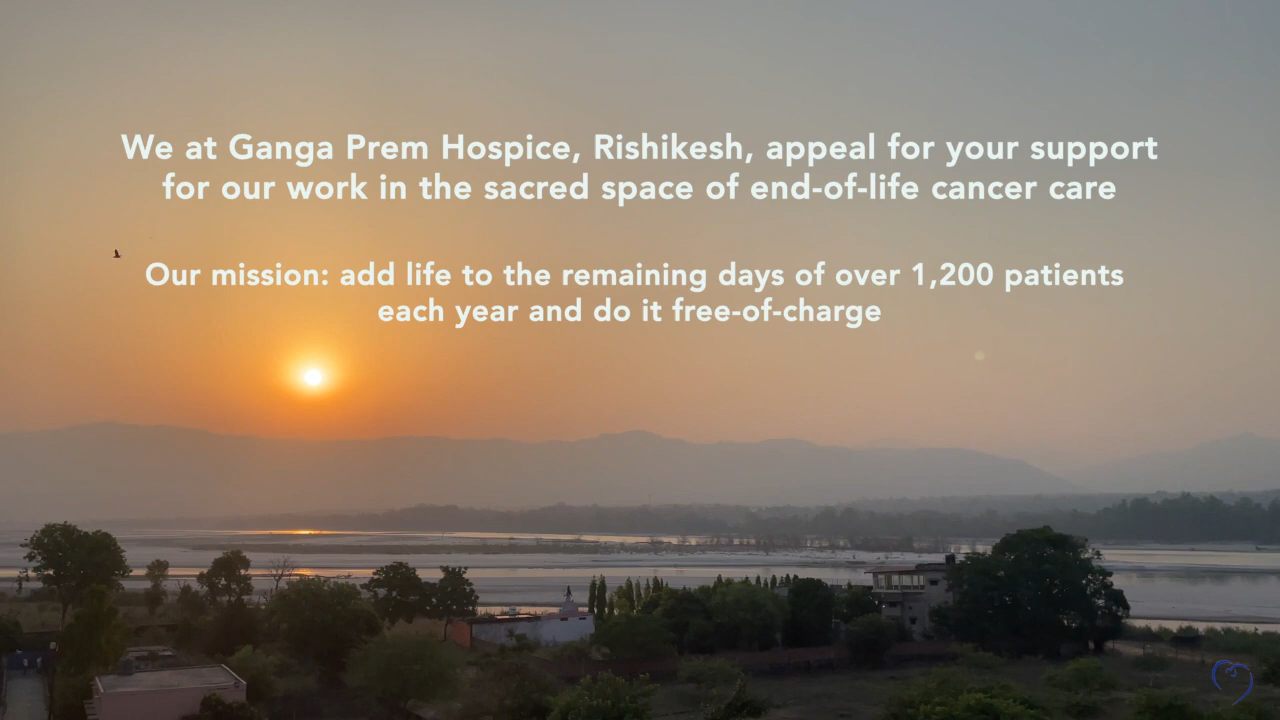 We at Ganga Prem Hospice, Rishikesh, appeal for your support
for our work in the sacred space of end-of-life cancer care
Our mission: add life to the remaining days of over 1,200 patients
each year and do it free-of-charge